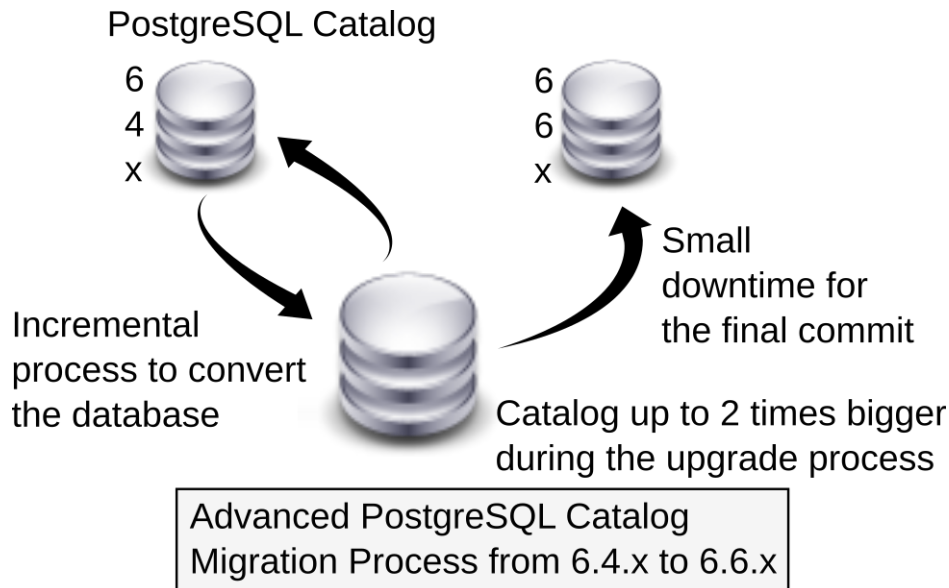 PostgreSQL Catalog
6
4
x
6
6
x
Small
downtime for
the final commit
Incremental
process to convert
the database
Catalog up to 2 times bigger
during the upgrade process
Advanced PostgreSQL Catalog
Migration Process from 6.4.x to 6.6.x